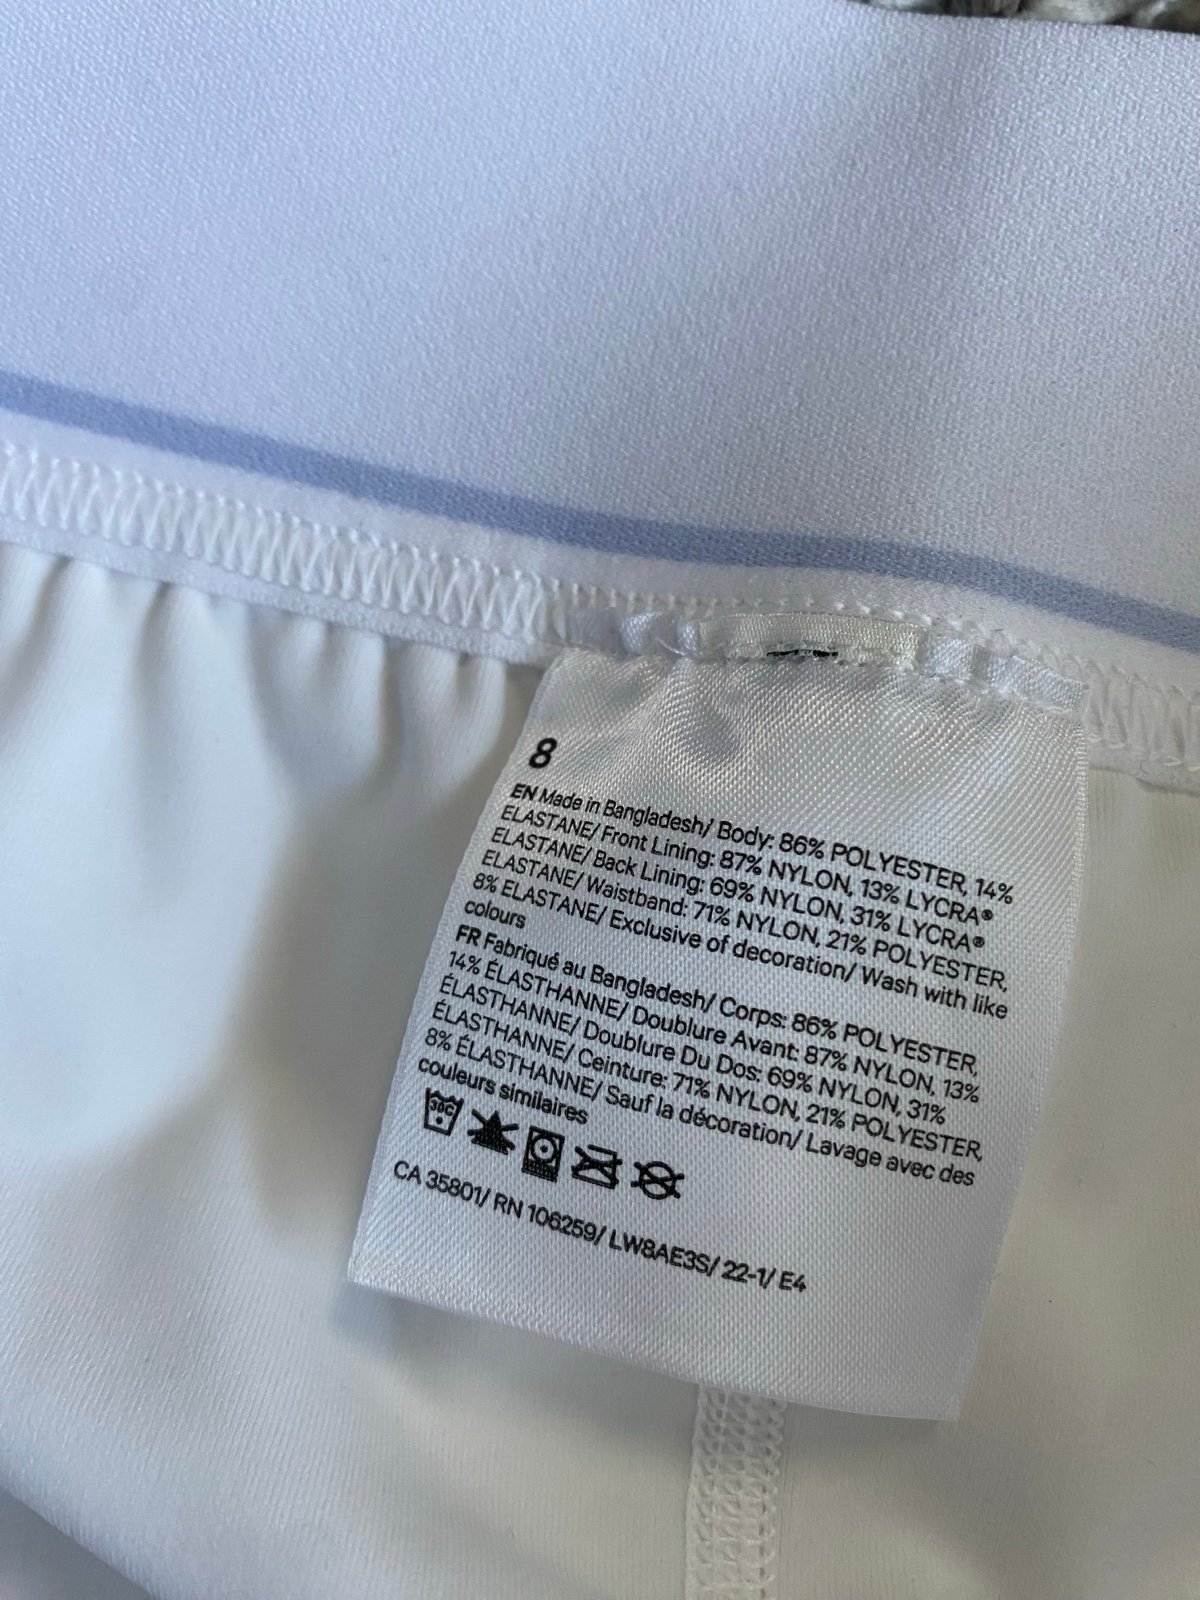 8
EN Made in Bangladesh/ Body: 86% POLYESTER, 14%
ELASTANE/ Front Lining: 87% NYLON, 13% LYCRA®
ELASTANE/ Back Lining: 69% NYLON, 31% LYCRA®
ELASTANE/ Waistband: 71% NYLON, 21% POLYESTER,
8% ELASTANE/ Exclusive of decoration/ Wash with like
colours
FR Fabriqué au Bangladesh/ Corps: 86% POLYESTER,
14% ÉLASTHANNE/ Doublure Avant: 87% NYLON, 13%
ÉLASTHANNE/ Doublure Du Dos: 69% NYLON, 31%
ÉLASTHANNE/ Ceinture: 71% NYLON, 21% POLYESTER,
8% ÉLASTHANNE/ Sauf la décoration/ Lavage avec des
couleurs similaires
30C
CA 35801/ RN 106259/ LW8AE3S/ 22-1/ E4